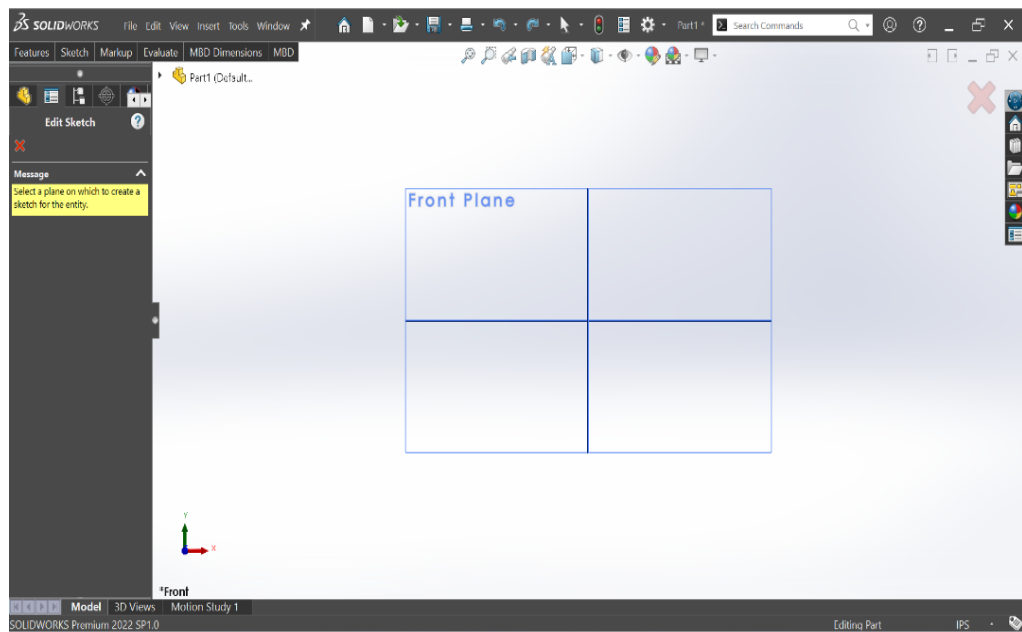 SOLIDWORKS File Edit View Insert Tools Window Part1 * Search Commands
Features Sketch Markup Evaluate MBD Dimensions MBD
Part1 (Default...
Edit Sketch
Message
Select a plane on which to create a
sketch for the entity.
Front Plane
Y
X
*Front
Model 3D Views Motion Study 1
SOLIDWORKS Premium 2022 SP1.0 Editing Part IPS